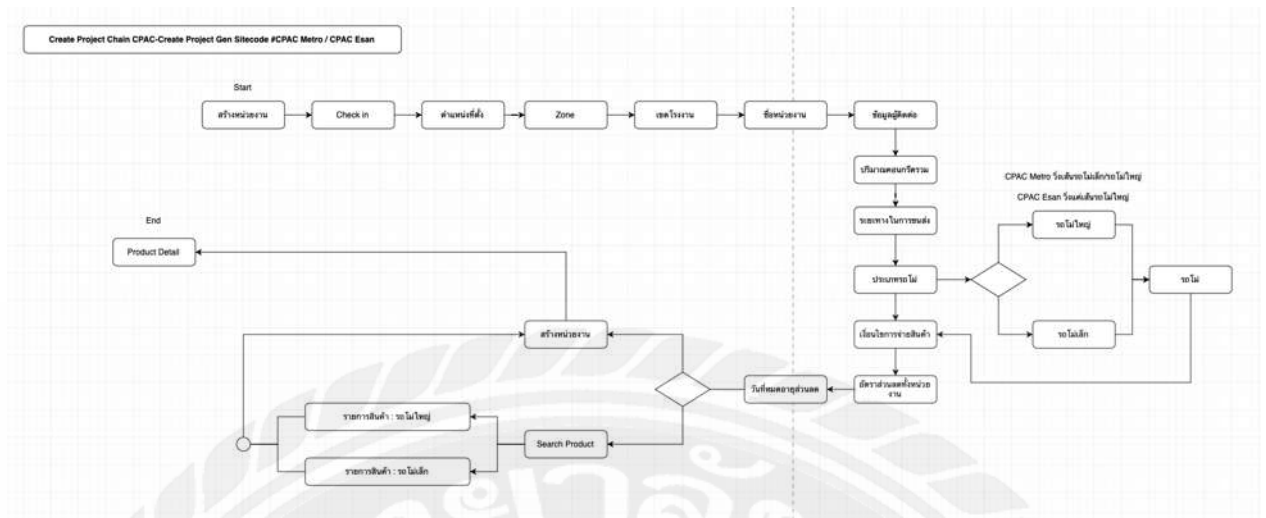 Create Project Chain CPAC-Create Project Gen Sitecode #CPAC Metro / CPAC Esan
Start
สร้างหน่วยงาน
Check in
ตำแหน่งที่ตั้ง
Zone
เขตโรงงาน
ชื่อหน่วยงาน
ข้อมูลผู้ติดต่อ
ปริมาณคอนกรีตรวม
CPAC Metro วิ่งเส้นรถโม่เล็ก/รถโม่ใหญ่
CPAC Esan วิ่งแค่เส้นรถโม่ใหญ่
ระยะทางในการขนส่ง
รถโม่ใหญ่
End
Product Detail
ประเภทรถโม่
รถโม่
สร้างหน่วยงาน
เงื่อนไขการจ่ายสินค้า
รถโม่เล็ก
วันที่หมดอายุส่วนลด
อัตราส่วนลดทั้งหน่วย
งาน
รายการสินค้า : รถโม่ใหญ่
Search Product
รายการสินค้า : รถโม่เล็ก